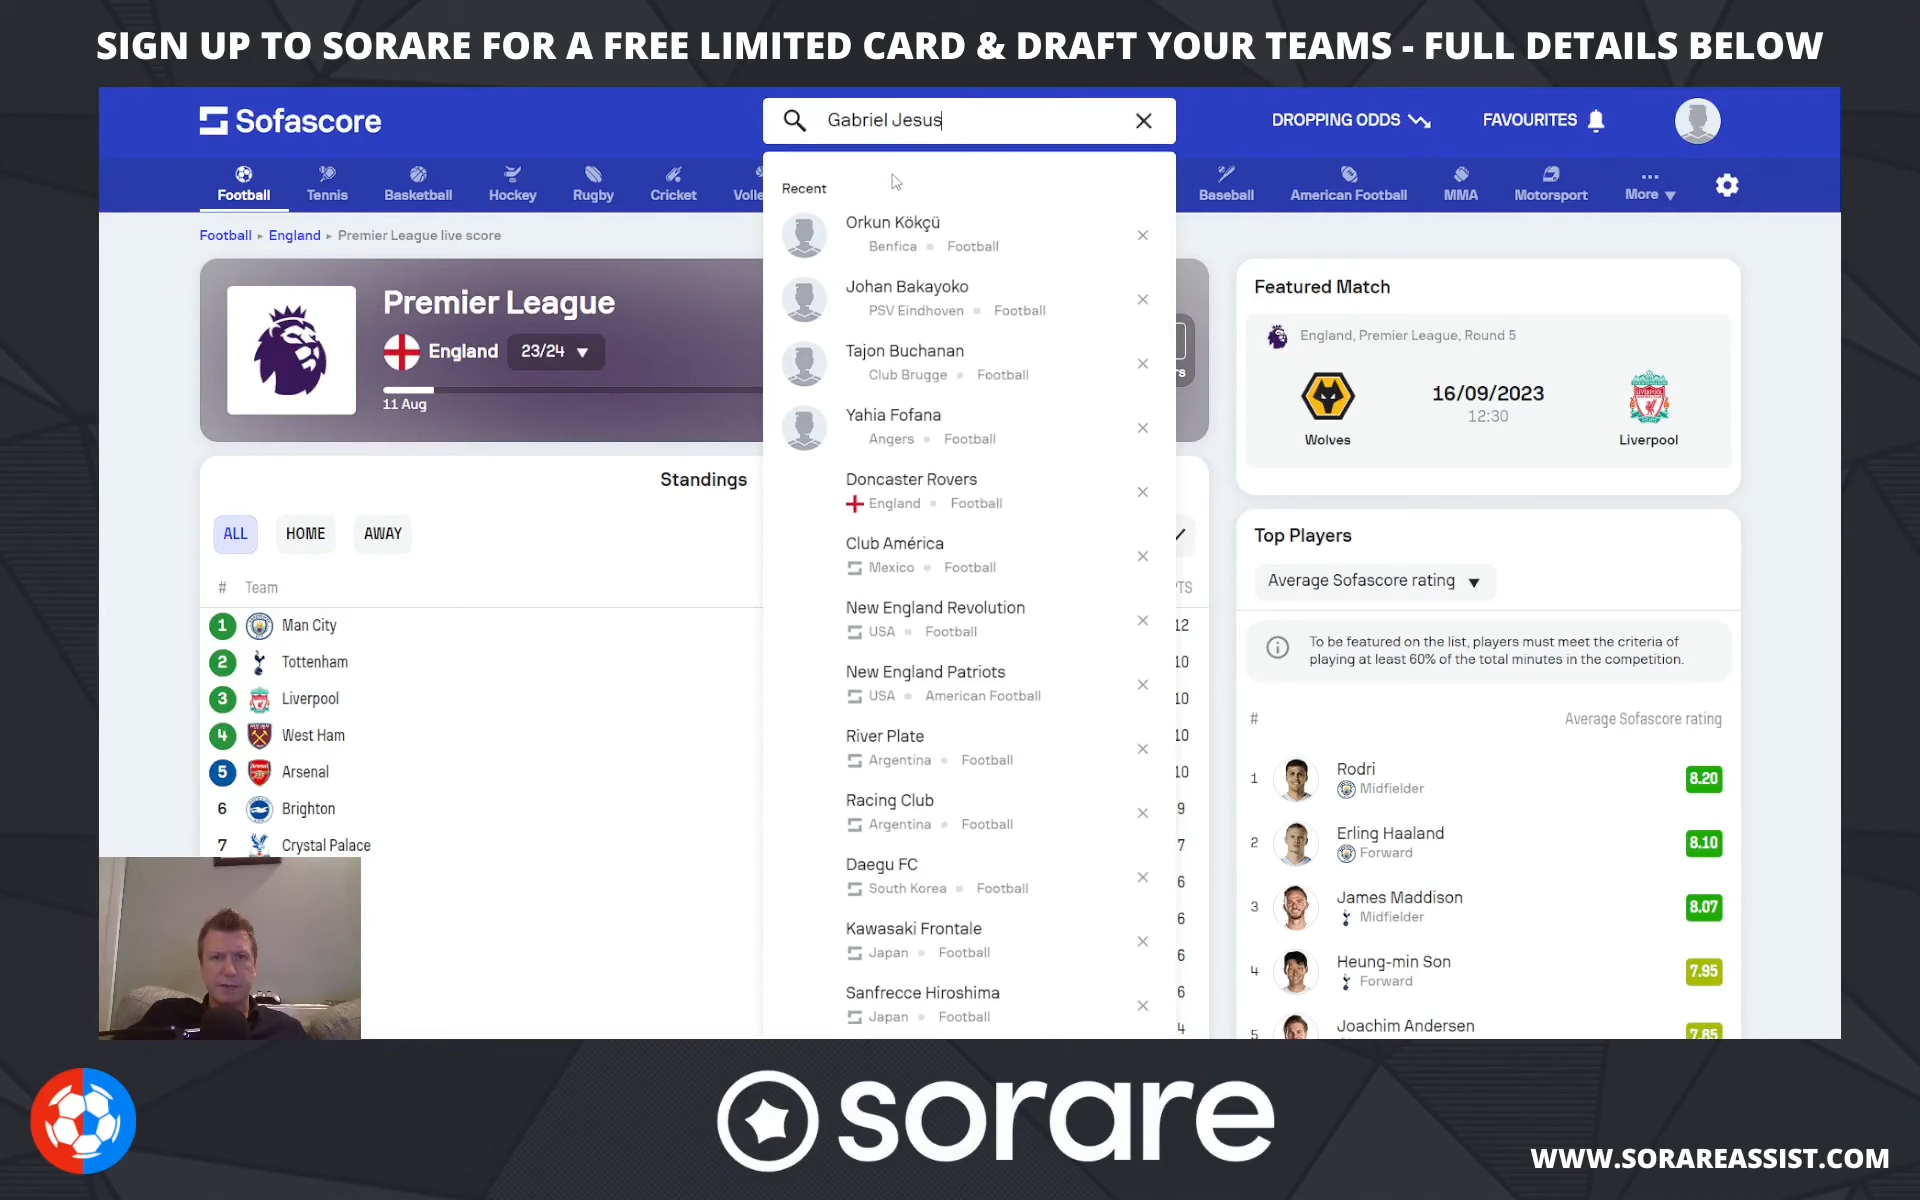 SIGN UP TO SORARE FOR A FREE LIMITED CARD & DRAFT YOUR TEAMS - FULL DETAILS BELOW
Sofascore
Gabriel Jesus
DROPPING ODDS
FAVOURITES
Football
Tennis
Basketball
Hockey
Rugby
Cricket
Volle
Baseball
American Football
MMA
Motorsport
More
Football ▸ England ▸ Premier League live score
Premier League
England
23/24
11 Aug
Standings
ALL
HOME
AWAY
# Team
PTS
1 Man City 12
2 Tottenham 10
3 Liverpool 10
4 West Ham 10
5 Arsenal 10
6 Brighton 9
7 Crystal Palace 7
6
6
6
6
4
Recent
Orkun Kökçü
Benfica Football
Johan Bakayoko
PSV Eindhoven Football
Tajon Buchanan
Club Brugge Football
Yahia Fofana
Angers Football
Doncaster Rovers
England Football
Club América
Mexico Football
New England Revolution
USA Football
New England Patriots
USA American Football
River Plate
Argentina Football
Racing Club
Argentina Football
Daegu FC
South Korea Football
Kawasaki Frontale
Japan Football
Sanfrecce Hiroshima
Japan Football
Featured Match
England, Premier League, Round 5
16/09/2023
12:30
Wolves
Liverpool
Top Players
Average Sofascore rating
To be featured on the list, players must meet the criteria of
playing at least 60% of the total minutes in the competition.
# Average Sofascore rating
1 Rodri 8.20
Midfielder
2 Erling Haaland 8.10
Forward
3 James Maddison 8.07
Midfielder
4 Heung-min Son 7.95
Forward
5 Joachim Andersen 7.85
sorare
WWW.SORAREASSIST.COM